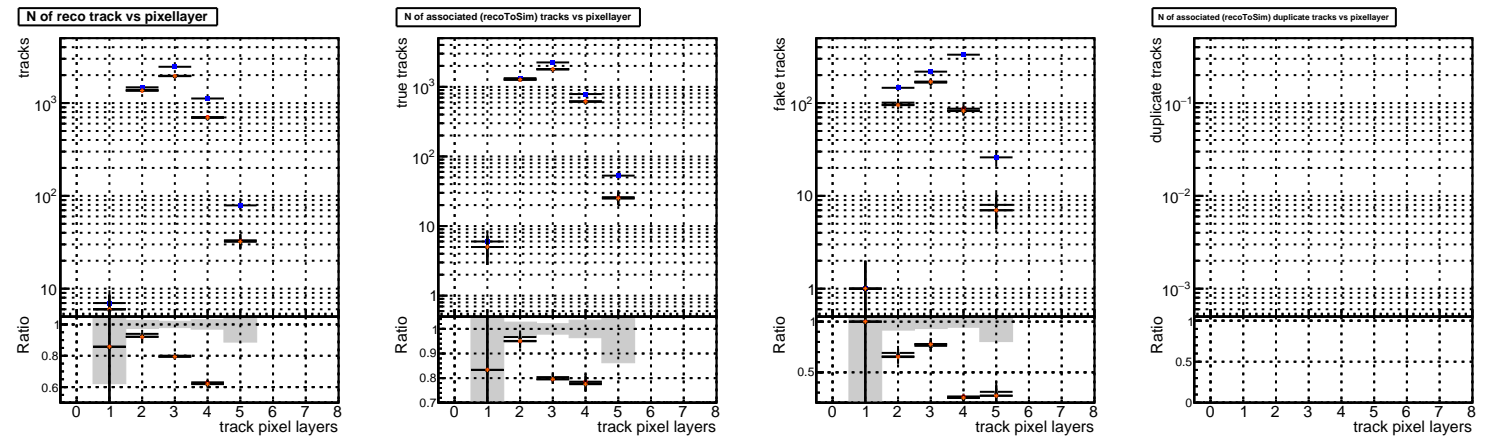 N of reco track vs pixellayer
tracks
10³
10²
10
Ratio
1
0.8
0.6
0 1 2 3 4 5 6 7 8
track pixel layers
N of associated (recoToSim) tracks vs pixellayer
true tracks
10³
10²
10
1
Ratio
1
0.9
0.8
0.7
0 1 2 3 4 5 6 7 8
track pixel layers
fake tracks
10²
10
1
Ratio
1
0.5
0 1 2 3 4 5 6 7 8
track pixel layers
N of associated (recoToSim) duplicate tracks vs pixellayer
duplicate tracks
10⁻¹
10⁻²
10⁻³
Ratio
1
0.5
0
0 1 2 3 4 5 6 7 8
track pixel layers